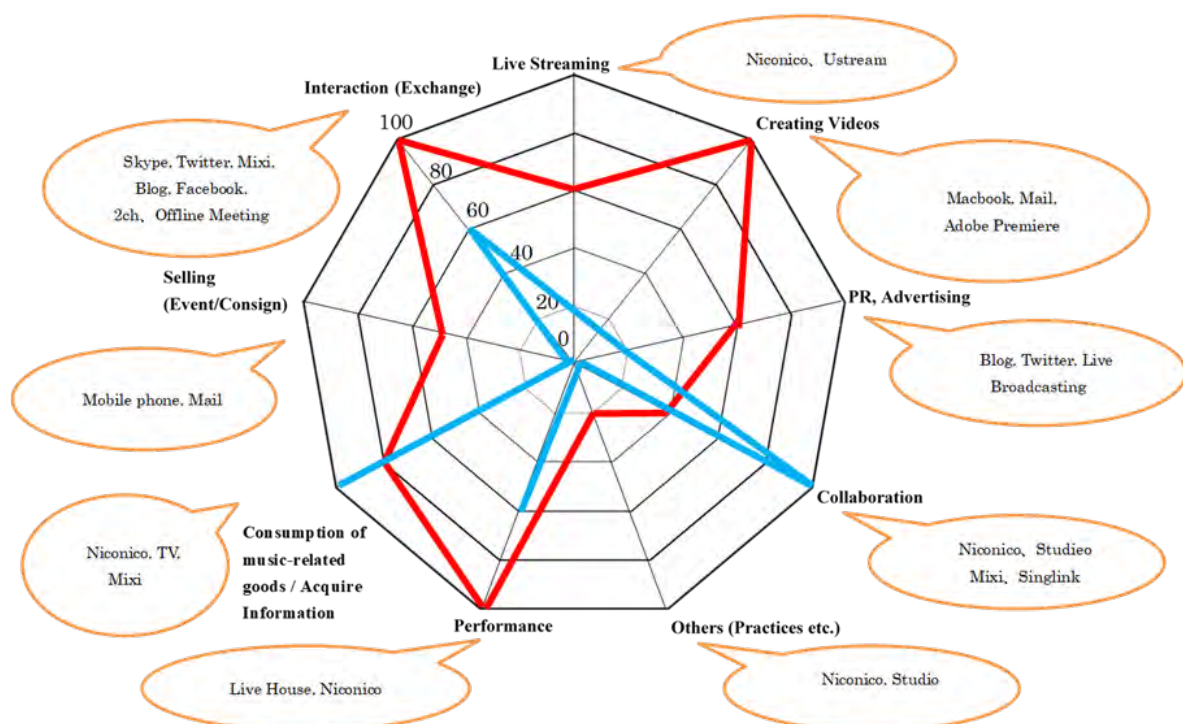 Live Streaming
Niconico、Ustream
Interaction (Exchange)
100
Creating Videos
Skype. Twitter. Mixi.
Blog. Facebook.
2ch、Offline Meeting
80
Macbook. Mail.
Adobe Premiere
60
40
Selling
(Event/Consign)
20
0
PR, Advertising
Blog. Twitter. Live
Broadcasting
Mobile phone. Mail
Collaboration
Niconico. TV.
Mixi
Consumption of
music-related
goods / Acquire
Information
Niconico、Studieo
Mixi、Singlink
Performance
Others (Practices etc.)
Live House. Niconico
Niconico. Studio